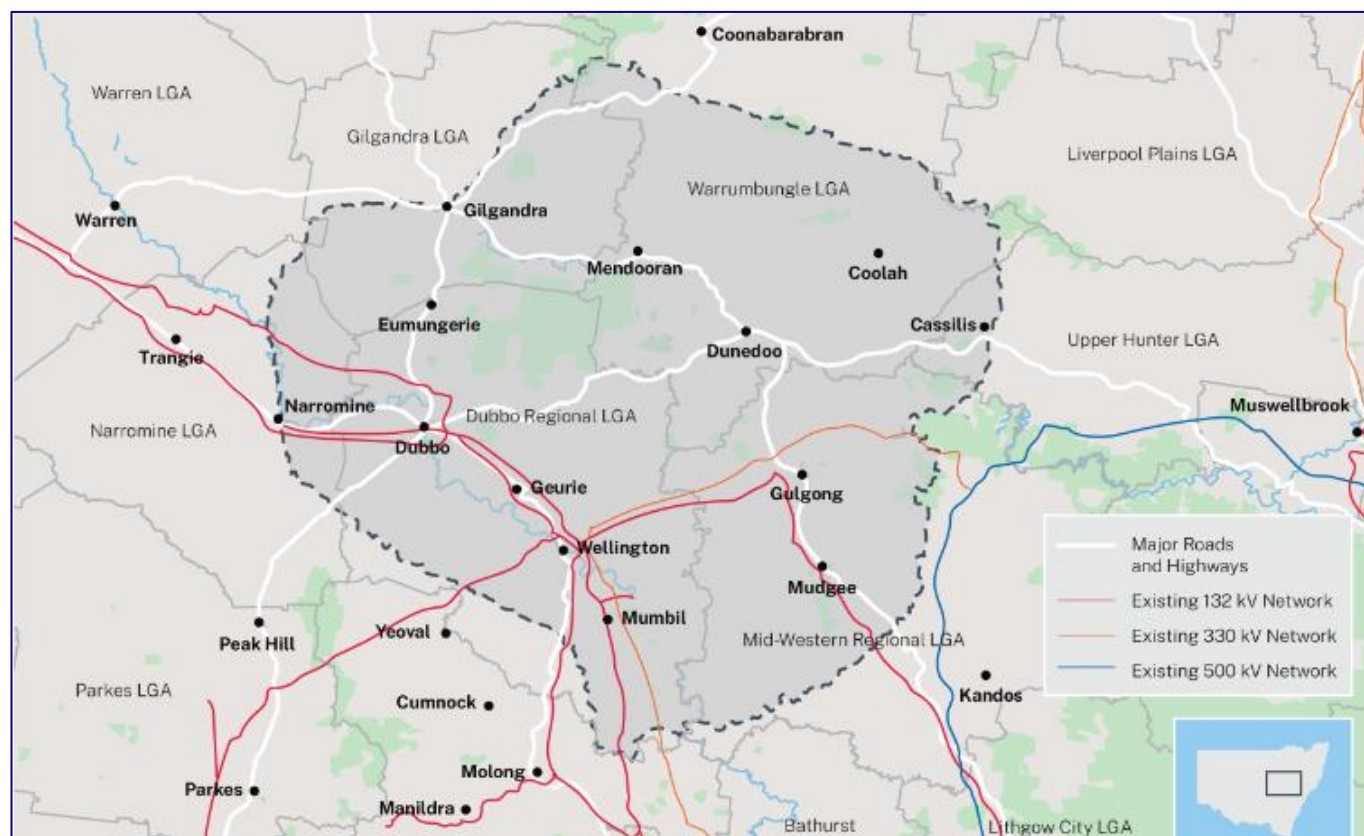 Coonabarabran
Warren LGA
Gilgandra LGA
Liverpool Plains LGA
Warrumbungle LGA
Warren
Gilgandra
Mendooran
Coolah
Eumungerie
Cassilis
Trangie
Dunedoo
Upper Hunter LGA
Narromine
Dubbo Regional LGA
Muswellbrook
Narromine LGA
Dubbo
Geurie
Gulgong
Wellington
Mudgee
Mumbil
Peak Hill
Yeoval
Mid-Western Regional LGA
Parkes LGA
Cumnock
Kandos
Molong
Parkes
Manildra
Bathurst
Lithgow City LGA
Major Roads
and Highways
Existing 132 kV Network
Existing 330 kV Network
Existing 500 kV Network